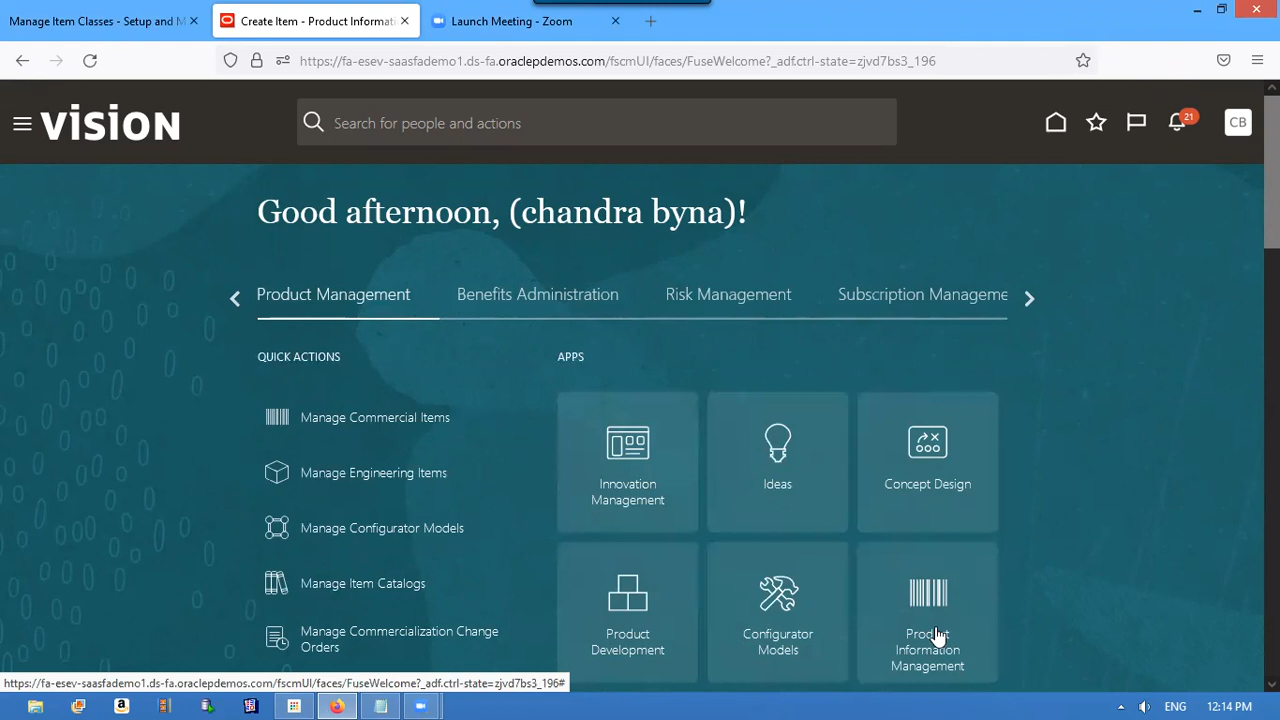 Manage Item Classes - Setup and M
Create Item - Product Informati
Launch Meeting - Zoom
https://fa-esev-saasfademo1.ds-fa.oraclepdemos.com/fscmUI/faces/FuseWelcome?_adf.ctrl-state=zjvd7bs3_196
VISION
Search for people and actions
21
CB
Good afternoon, (chandra byna)!
Product Management
Benefits Administration
Risk Management
Subscription Manageme
QUICK ACTIONS
APPS
Manage Commercial Items
Manage Engineering Items
Manage Configurator Models
Manage Item Catalogs
Manage Commercialization Change
Orders
Innovation
Management
Ideas
Concept Design
Product
Development
Configurator
Models
Product
Information
Management
https://fa-esev-saasfademo1.ds-fa.oraclepdemos.com/fscmUI/faces/FuseWelcome?_adf.ctrl-state=zjvd7bs3_196#
ENG
12:14 PM